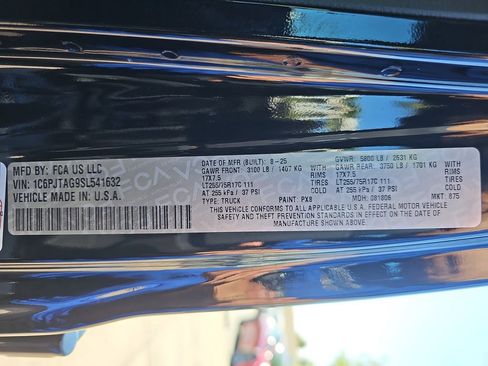 MFD BY: FCA US LLC
VIN: 1C6PJTAG9SL541632
VEHICLE MADE IN U.S.A.
DATE OF MFR (BUILT): 8-25 GVWR: 5800 LB / 2631 KG
GAWR FRONT: 3100 LB / 1407 KG WITH GAWR REAR: 3750 LB / 1701 KG WITH
17X7.5 RIMS 17X7.5 RIMS
LT255/75R17C 111 TIRES LT255/75R17C 111 TIRES
AT 255 kPa / 37 PSI COLD AT 255 kPa / 37 PSI COLD
TYPE: TRUCK PAINT: PX8 MDH: 081806 MKT: 875
THIS VEHICLE CONFORMS TO ALL APPLICABLE U.S.A. FEDERAL MOTOR VEHICLE
SAFETY AND THEFT PREVENTION STANDARDS IN EFFECT ON THE DATE OF
MANUFACTURE SHOWN ABOVE.